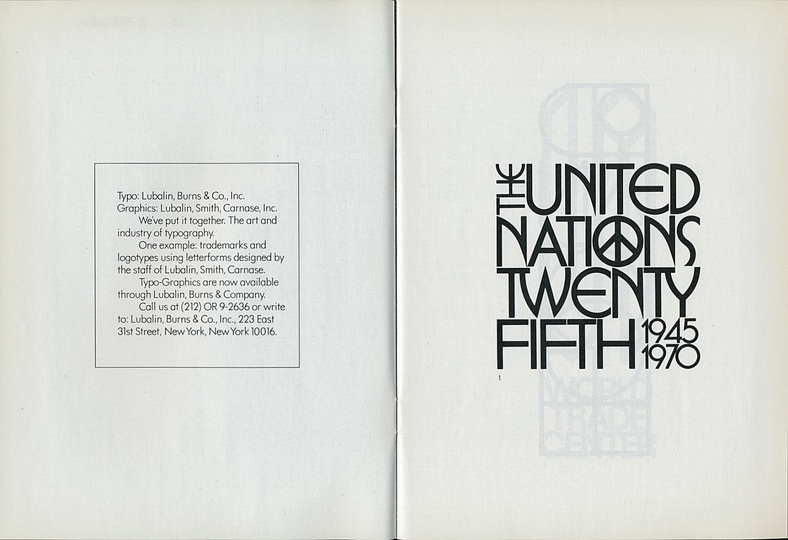 Typo: Lubalin, Burns & Co., Inc.
Graphics: Lubalin, Smith, Carnase, Inc.
We've put it together. The art and
industry of typography.
One example: trademarks and
logotypes using letterforms designed by
the staff of Lubalin, Smith, Carnase.
Typo-Graphics are now available
through Lubalin, Burns & Company.
Call us at (212) OR 9-2636 or write
to: Lubalin, Burns & Co., Inc., 223 East
31st Street, New York, New York 10016.
THE UNITED
NATIONS
TWENTY
FIFTH 1945
1970
1
WORLD
TRADE
CENTER